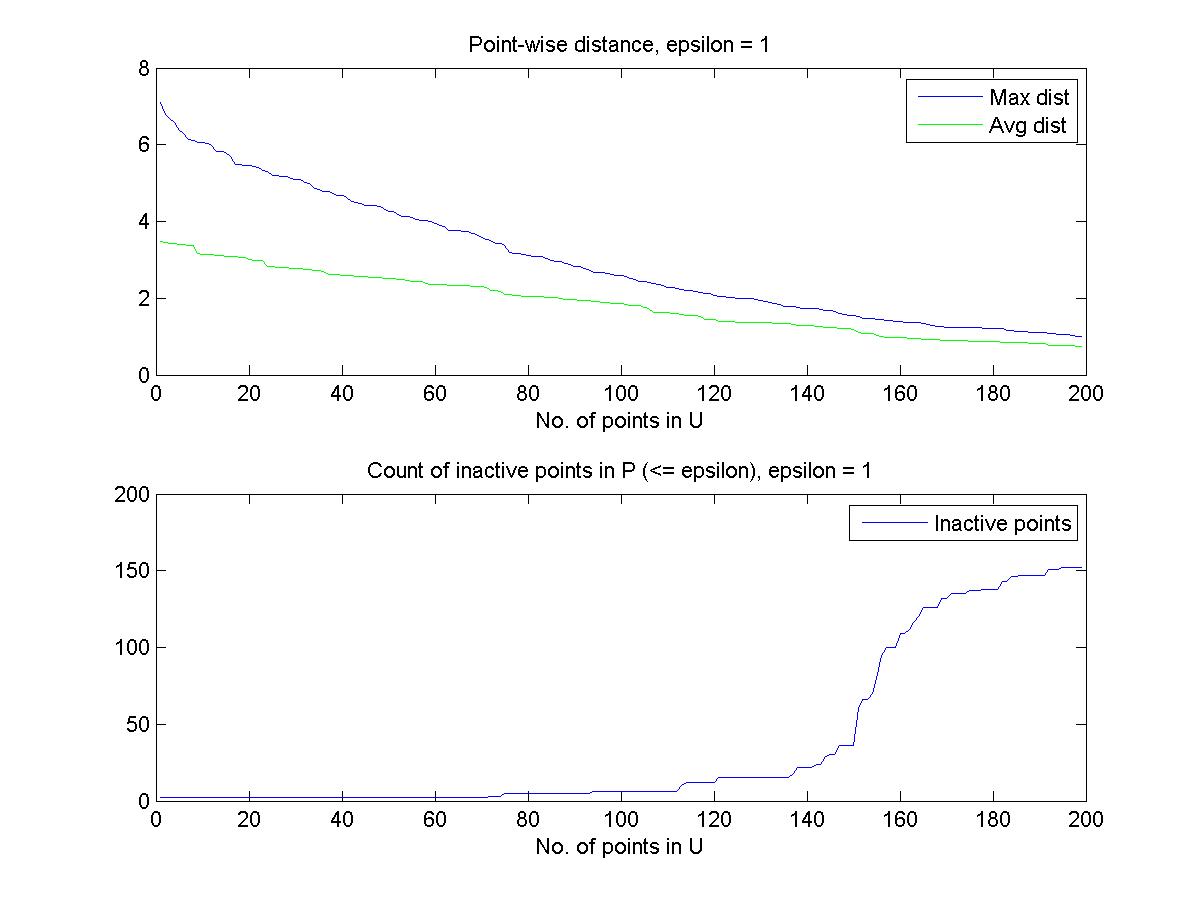 Point-wise distance, epsilon = 1
8
6
4
2
0
Max dist
Avg dist
0 20 40 60 80 100 120 140 160 180 200
No. of points in U
Count of inactive points in P (<= epsilon), epsilon = 1
200
150
100
50
0
Inactive points
0 20 40 60 80 100 120 140 160 180 200
No. of points in U